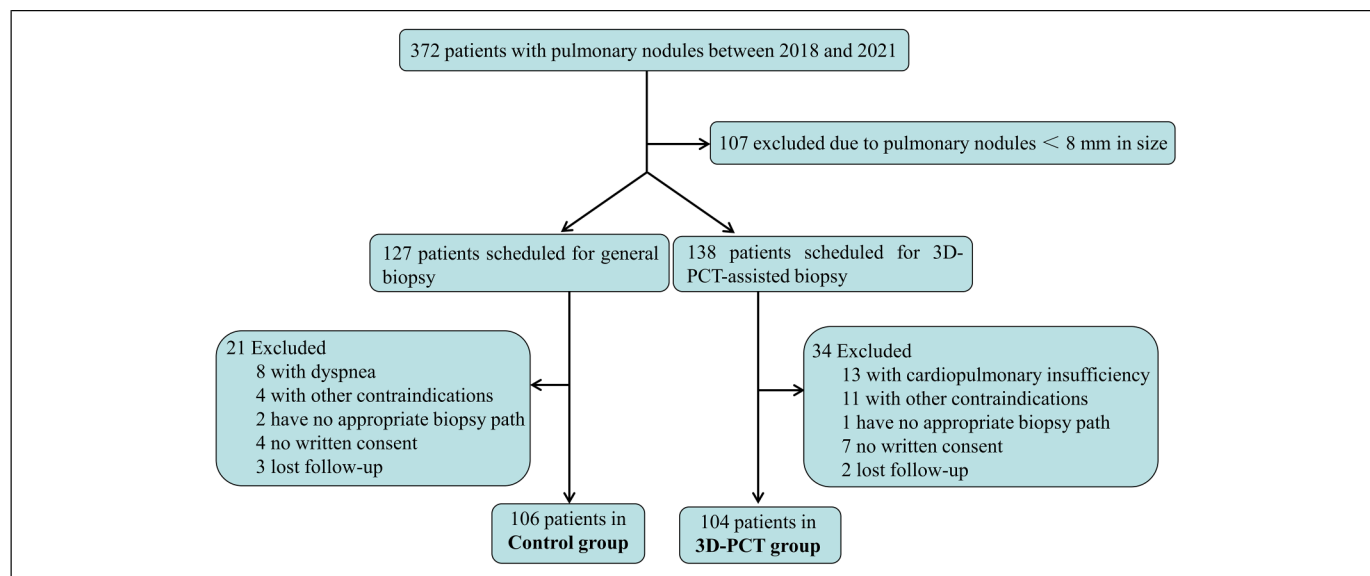 372 patients with pulmonary nodules between 2018 and 2021
107 excluded due to pulmonary nodules ＜ 8 mm in size
127 patients scheduled for general
biopsy
138 patients scheduled for 3D-
PCT-assisted biopsy
21 Excluded
8 with dyspnea
4 with other contraindications
2 have no appropriate biopsy path
4 no written consent
3 lost follow-up
34 Excluded
13 with cardiopulmonary insufficiency
11 with other contraindications
1 have no appropriate biopsy path
7 no written consent
2 lost follow-up
106 patients in
Control group
104 patients in
3D-PCT group